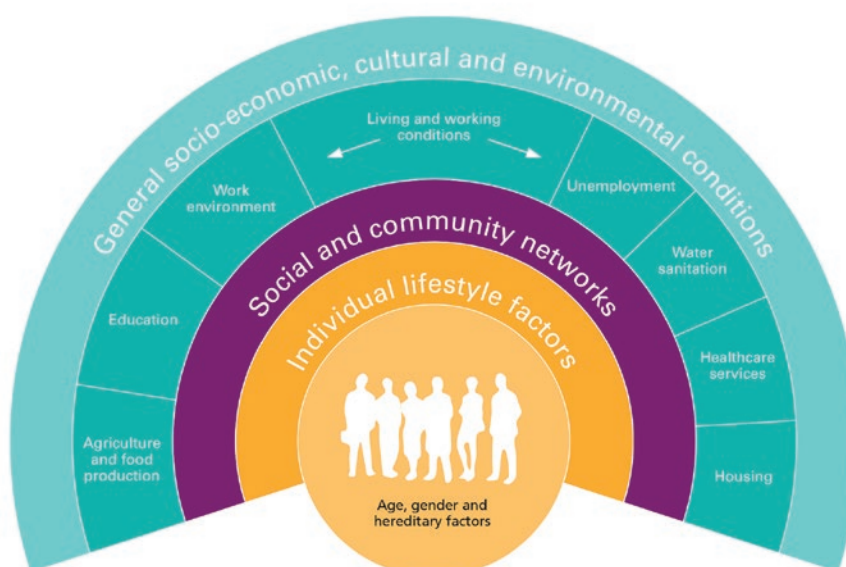 General socio-economic, cultural and environmental conditions
Living and working
conditions
Work
environment
Unemployment
Education
Water
sanitation
Agriculture
and food
production
Healthcare
services
Housing
Social and community networks
Individual lifestyle factors
Age, gender and
hereditary factors